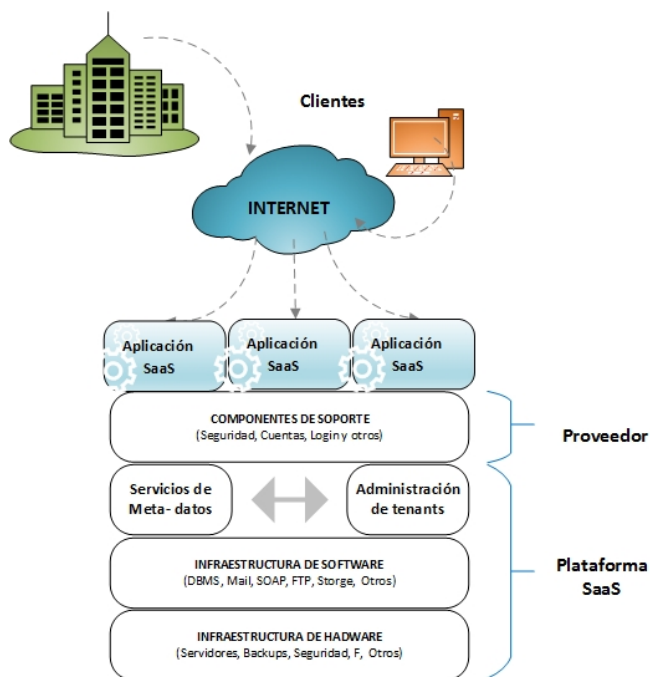 Clientes
INTERNET
Aplicación
SaaS
Aplicación
SaaS
Aplicación
SaaS
COMPONENTES DE SOPORTE
(Seguridad, Cuentas, Login y otros)
Proveedor
Servicios de
Meta- datos
Administración
de tenants
INFRAESTRUCTURA DE SOFTWARE
(DBMS, Mail, SOAP, FTP, Storge, Otros)
Plataforma
SaaS
INFRAESTRUCTURA DE HADWARE
(Servidores, Backups, Seguridad, F, Otros)